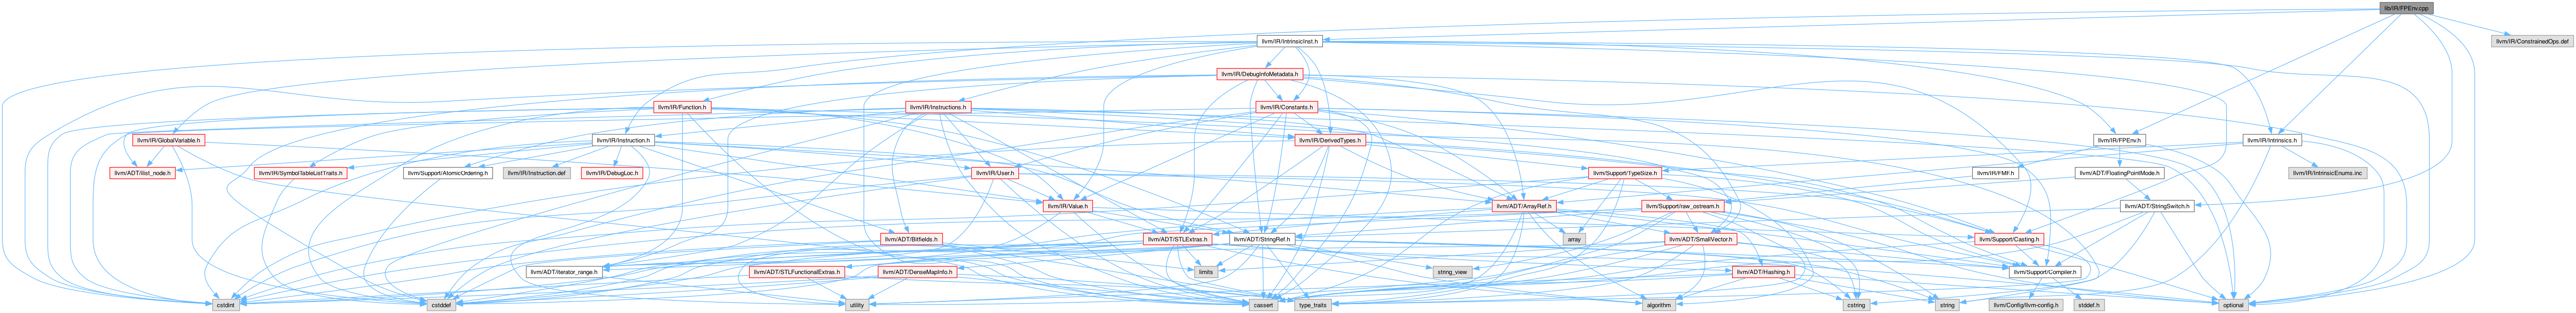 lib/IR/FPEnv.cpp
llvm/IR/IntrinsicInst.h
llvm/IR/ConstrainedOps.def
llvm/IR/DebugInfoMetadata.h
llvm/IR/Function.h
llvm/IR/Instructions.h
llvm/IR/Constants.h
llvm/IR/GlobalVariable.h
llvm/IR/Instruction.h
llvm/IR/DerivedTypes.h
llvm/IR/FPEnv.h
llvm/IR/Intrinsics.h
llvm/ADT/ilist_node.h
llvm/IR/SymbolTableListTraits.h
llvm/Support/AtomicOrdering.h
llvm/IR/Instruction.def
llvm/IR/DebugLoc.h
llvm/IR/User.h
llvm/Support/TypeSize.h
llvm/IR/FMF.h
llvm/ADT/FloatingPointMode.h
llvm/IR/IntrinsicEnums.inc
llvm/IR/Value.h
llvm/ADT/ArrayRef.h
llvm/Support/raw_ostream.h
llvm/ADT/StringSwitch.h
llvm/ADT/Bitfields.h
llvm/ADT/STLExtras.h
llvm/ADT/StringRef.h
array
llvm/ADT/SmallVector.h
llvm/Support/Casting.h
llvm/ADT/iterator_range.h
llvm/ADT/STLFunctionalExtras.h
llvm/ADT/DenseMapInfo.h
limits
string_view
llvm/ADT/Hashing.h
llvm/Support/Compiler.h
cstdint
cstddef
utility
cassert
type_traits
algorithm
cstring
string
llvm/Config/llvm-config.h
stddef.h
optional